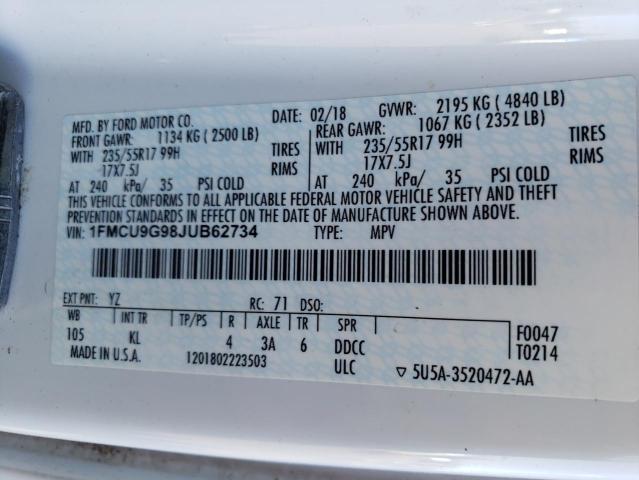 MFD. BY FORD MOTOR CO. DATE: 02/18 GVWR: 2195 KG ( 4840 LB)
FRONT GAWR: 1134 KG ( 2500 LB) REAR GAWR: 1067 KG ( 2352 LB)
WITH 235/55R17 99H TIRES WITH 235/55R17 99H TIRES
17X7.5J RIMS 17X7.5J RIMS
AT 240 kPa/ 35 PSI COLD AT 240 kPa/ 35 PSI COLD
THIS VEHICLE CONFORMS TO ALL APPLICABLE FEDERAL MOTOR VEHICLE SAFETY AND THEFT
PREVENTION STANDARDS IN EFFECT ON THE DATE OF MANUFACTURE SHOWN ABOVE.
VIN: 1FMCU9G98JUB62734 TYPE: MPV
EXT PNT: YZ RC: 71 DSO:
WB INT TR TP/PS R AXLE TR SPR F0047
105 KL 4 3A 6 DDCC T0214
MADE IN U.S.A. 1201802223503 ULC ▽ 5U5A-3520472-AA